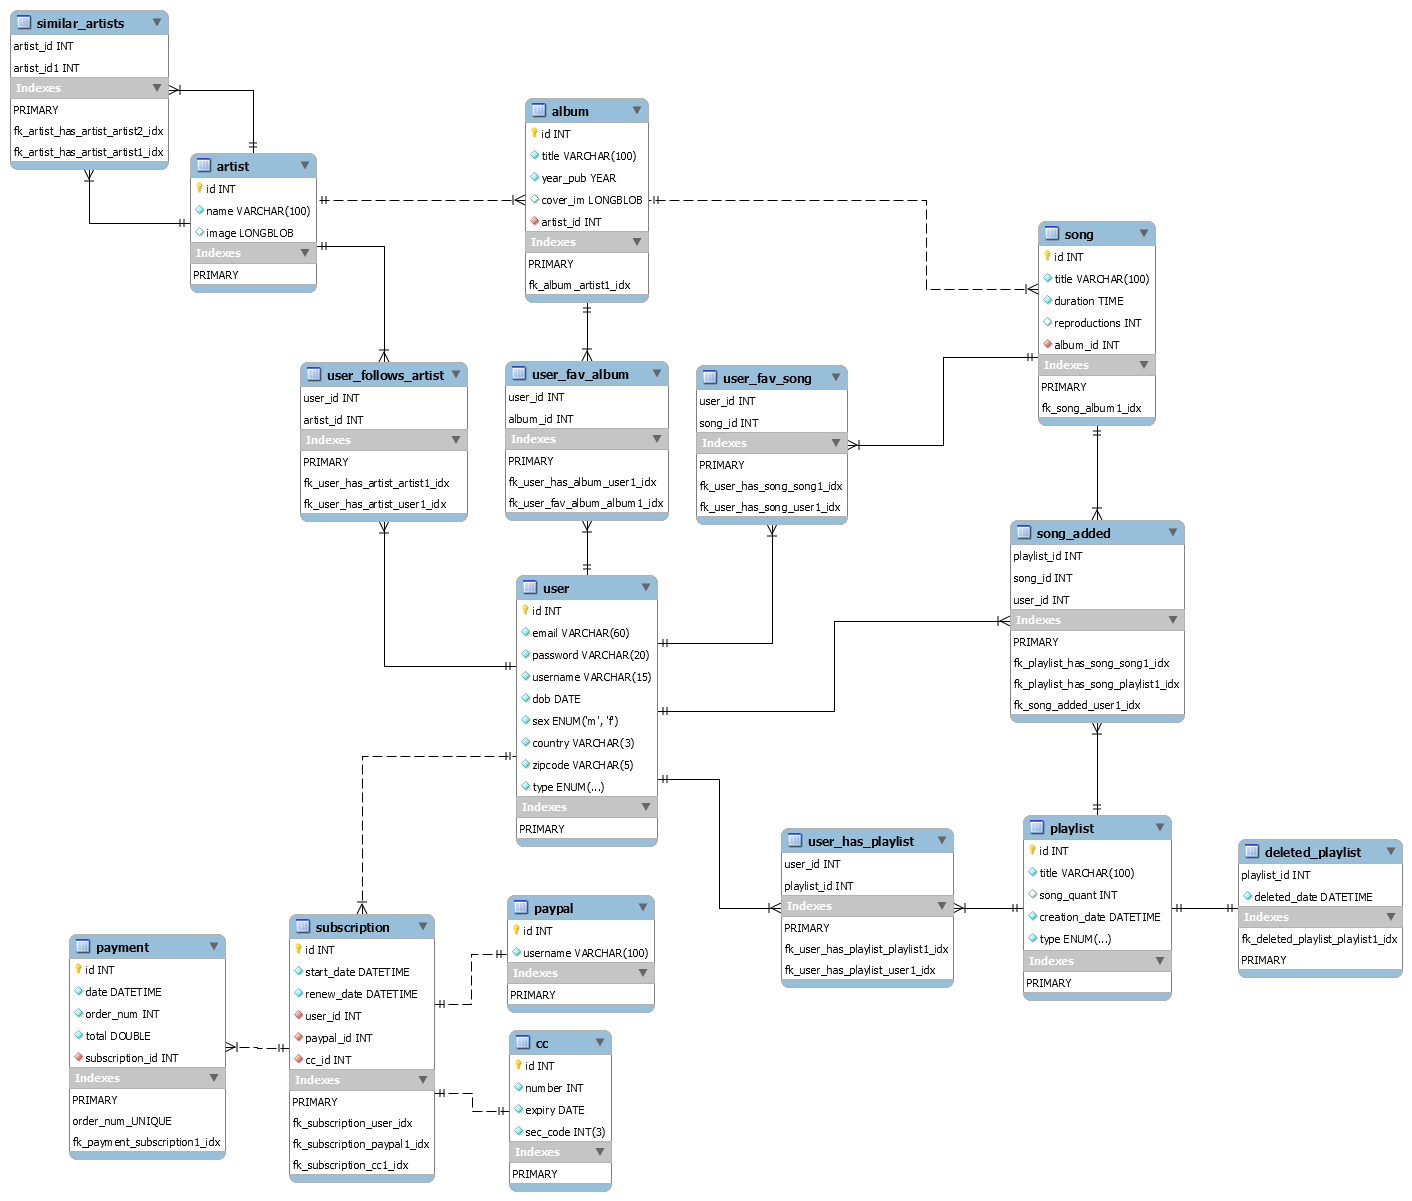 similar_artists
artist_id INT
artist_id1 INT
Indexes
PRIMARY
fk_artist_has_artist_artist2_idx
fk_artist_has_artist_artist1_idx
artist
id INT
name VARCHAR(100)
image LONGBLOB
Indexes
PRIMARY
album
id INT
title VARCHAR(100)
year_pub YEAR
cover_im LONGBLOB
artist_id INT
Indexes
PRIMARY
fk_album_artist1_idx
song
id INT
title VARCHAR(100)
duration TIME
reproductions INT
album_id INT
Indexes
PRIMARY
fk_song_album1_idx
user_follows_artist
user_id INT
artist_id INT
Indexes
PRIMARY
fk_user_has_artist_artist1_idx
fk_user_has_artist_user1_idx
user_fav_album
user_id INT
album_id INT
Indexes
PRIMARY
fk_user_has_album_user1_idx
fk_user_fav_album_album1_idx
user_fav_song
user_id INT
song_id INT
Indexes
PRIMARY
fk_user_has_song_song1_idx
fk_user_has_song_user1_idx
song_added
playlist_id INT
song_id INT
user_id INT
Indexes
PRIMARY
fk_playlist_has_song_song1_idx
fk_playlist_has_song_playlist1_idx
fk_song_added_user1_idx
user
id INT
email VARCHAR(60)
password VARCHAR(20)
username VARCHAR(15)
dob DATE
sex ENUM('m', 'f')
country VARCHAR(3)
zipcode VARCHAR(5)
type ENUM(...)
Indexes
PRIMARY
user_has_playlist
user_id INT
playlist_id INT
Indexes
PRIMARY
fk_user_has_playlist_playlist1_idx
fk_user_has_playlist_user1_idx
playlist
id INT
title VARCHAR(100)
song_quant INT
creation_date DATETIME
type ENUM(...)
Indexes
PRIMARY
deleted_playlist
playlist_id INT
deleted_date DATETIME
Indexes
fk_deleted_playlist_playlist1_idx
PRIMARY
payment
id INT
date DATETIME
order_num INT
total DOUBLE
subscription_id INT
Indexes
PRIMARY
order_num_UNIQUE
fk_payment_subscription1_idx
subscription
id INT
start_date DATETIME
renew_date DATETIME
user_id INT
paypal_id INT
cc_id INT
Indexes
PRIMARY
fk_subscription_user_idx
fk_subscription_paypal1_idx
fk_subscription_cc1_idx
paypal
id INT
username VARCHAR(100)
Indexes
PRIMARY
cc
id INT
number INT
expiry DATE
sec_code INT(3)
Indexes
PRIMARY